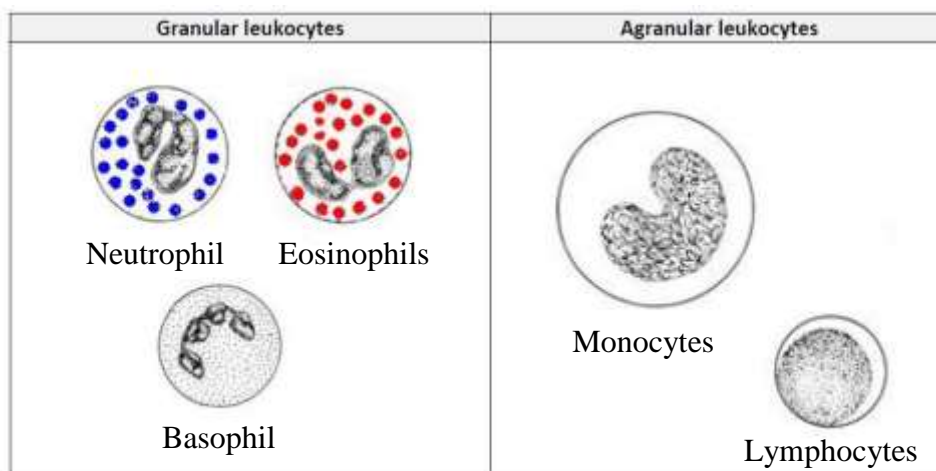 Granular leukocytes
Agranular leukocytes
Neutrophil
Eosinophils
Basophil
Monocytes
Lymphocytes